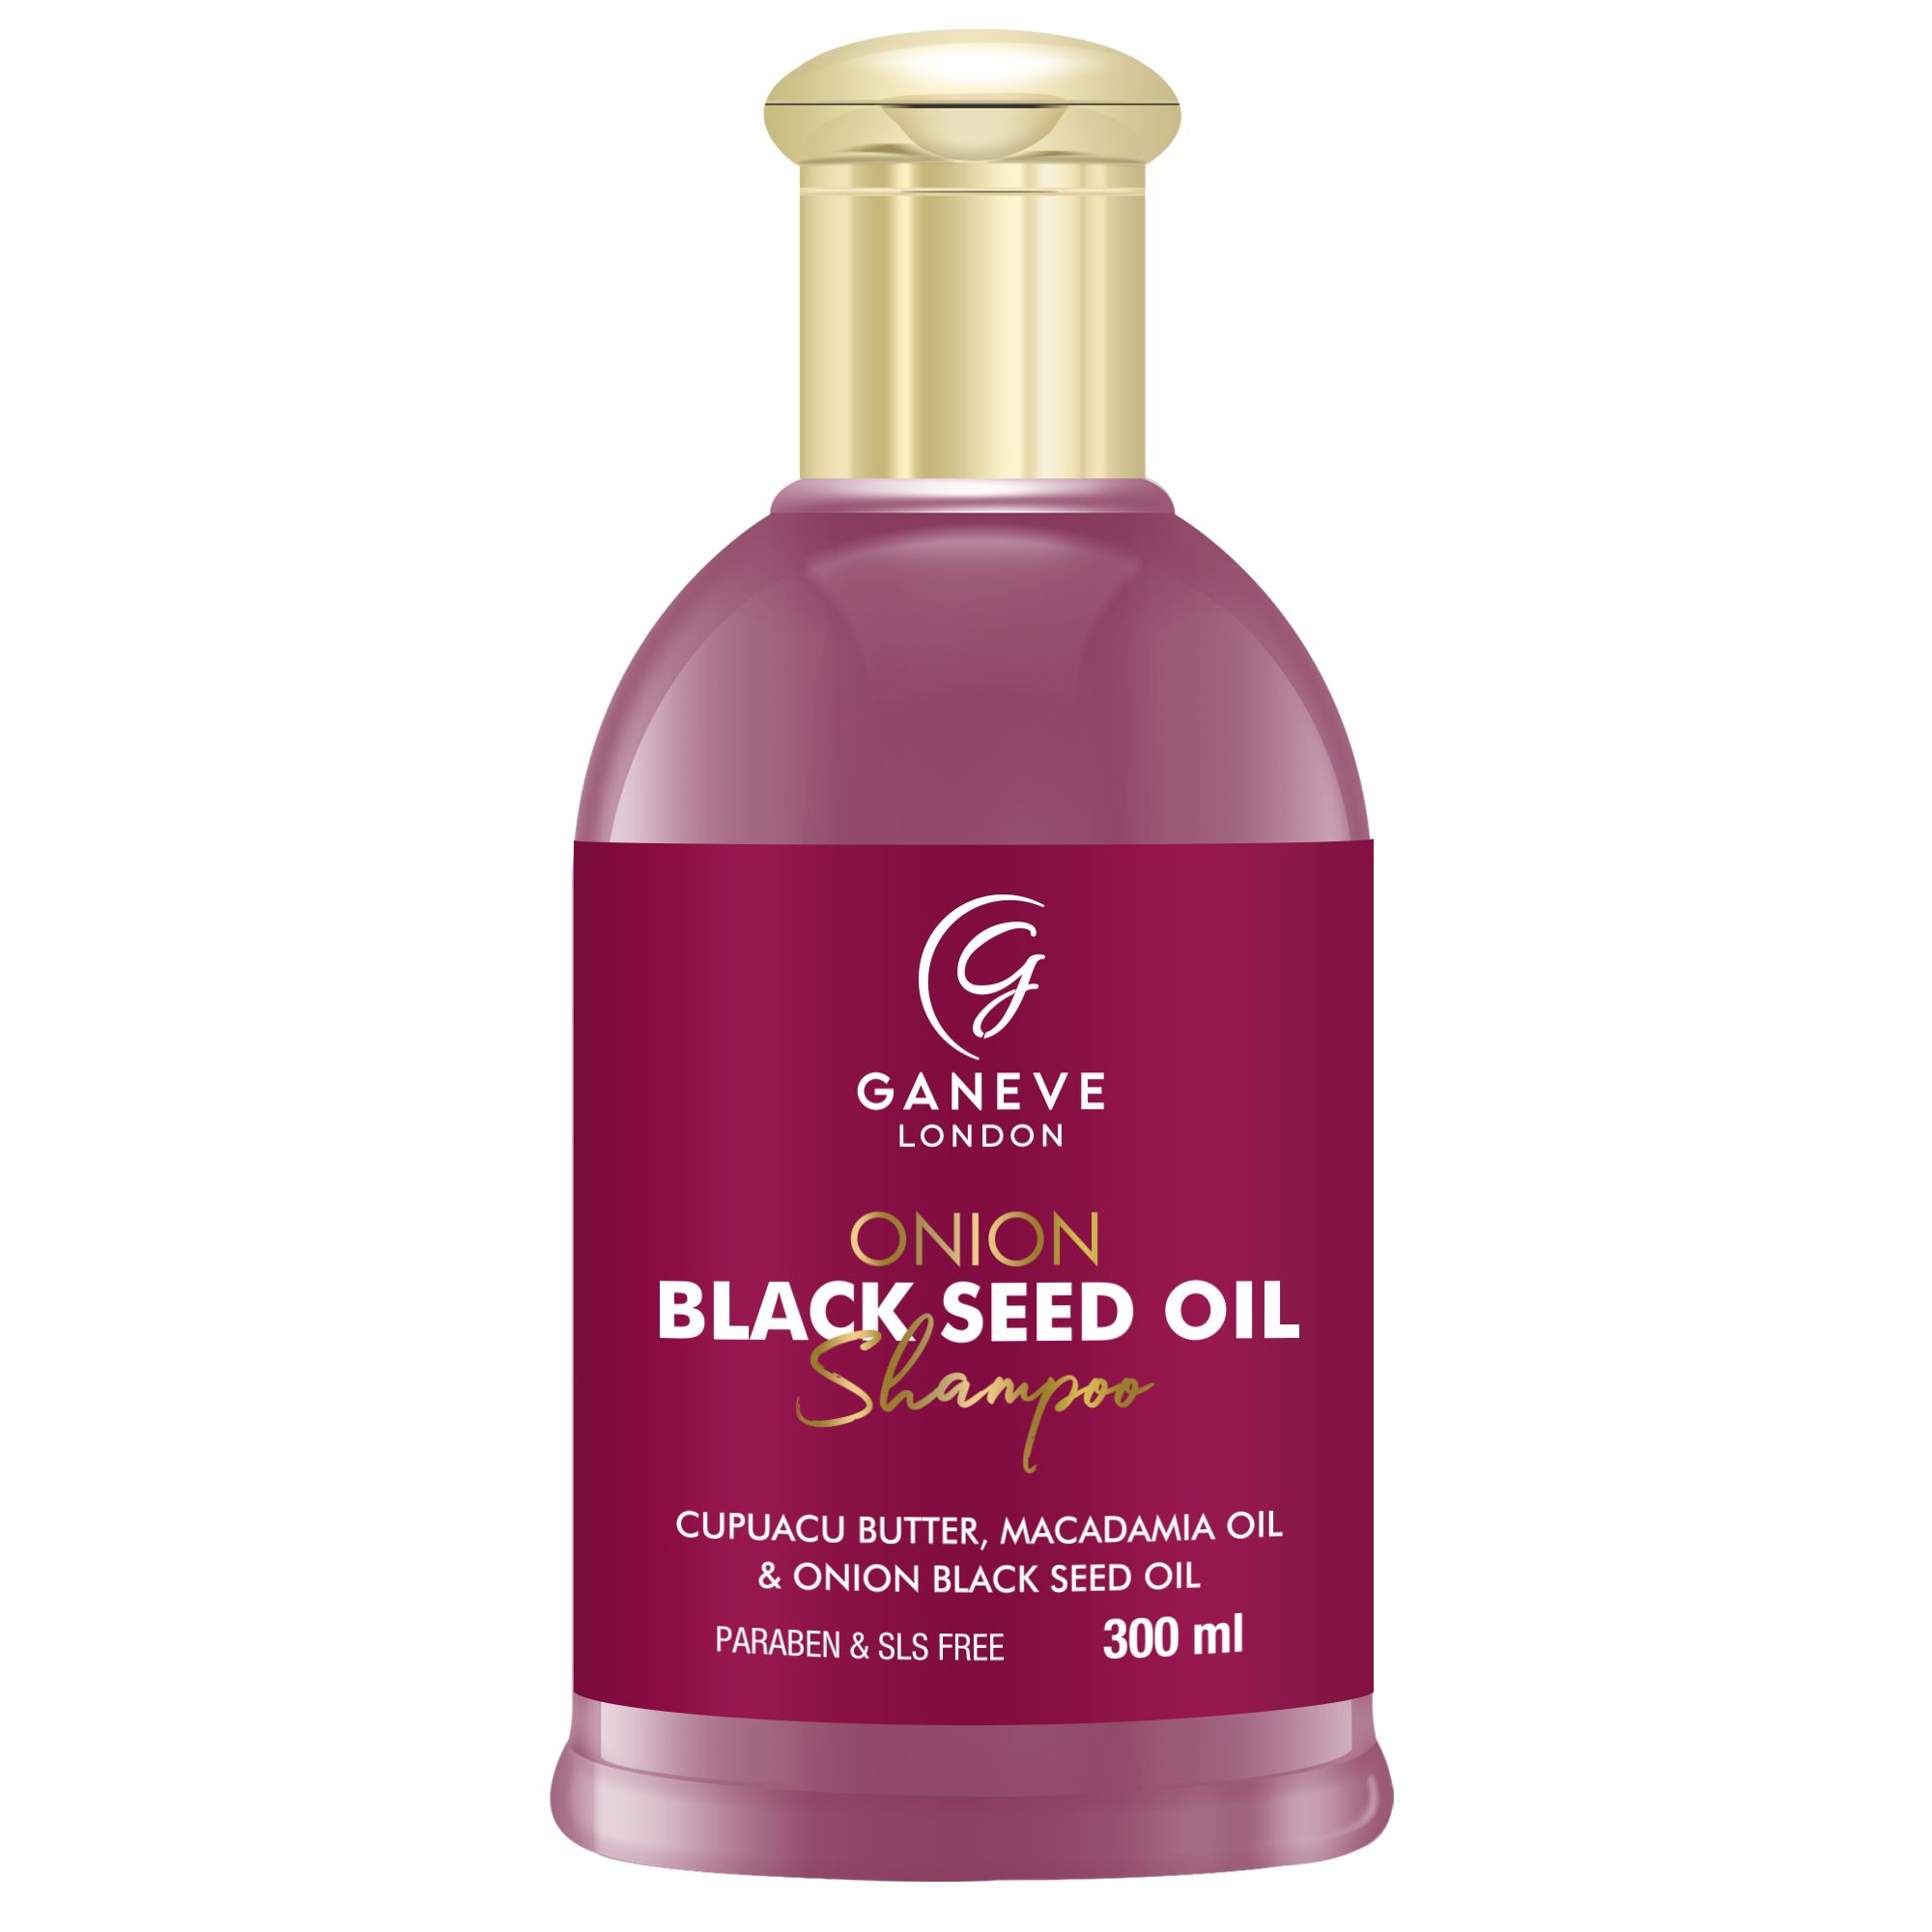 G
GANEVE
LONDON
ONION
BLACK SEED OIL
Shampoo
CUPUACU BUTTER, MACADAMIA OIL
& ONION BLACK SEED OIL
PARABEN & SLS FREE 300 ml